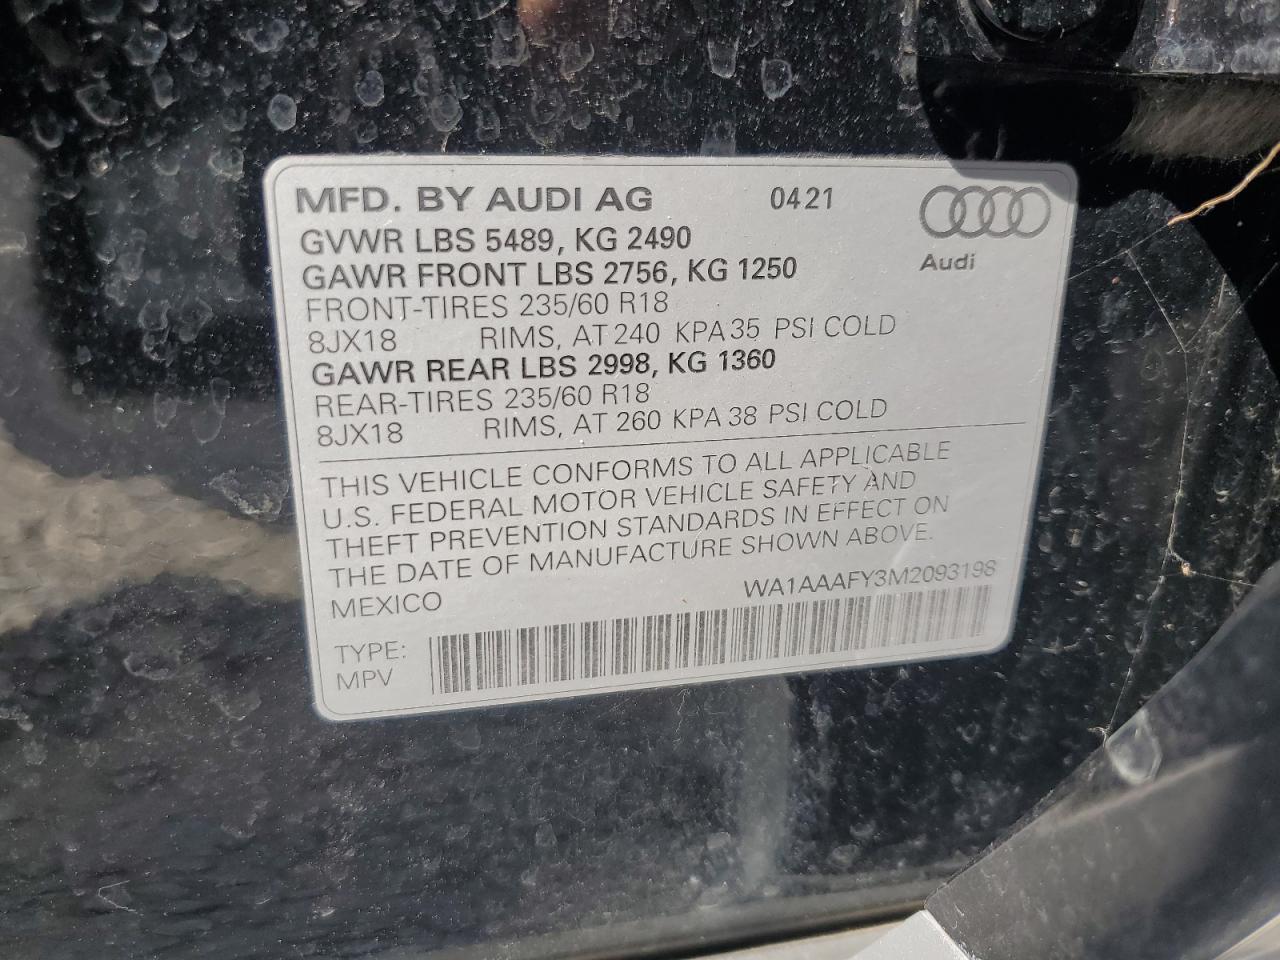 MFD. BY AUDI AG 0421
GVWR LBS 5489, KG 2490
Audi
GAWR FRONT LBS 2756, KG 1250
FRONT-TIRES 235/60 R18
8JX18 RIMS, AT 240 KPA 35 PSI COLD
GAWR REAR LBS 2998, KG 1360
REAR-TIRES 235/60 R18
8JX18 RIMS, AT 260 KPA 38 PSI COLD
THIS VEHICLE CONFORMS TO ALL APPLICABLE
U.S. FEDERAL MOTOR VEHICLE SAFETY AND
THEFT PREVENTION STANDARDS IN EFFECT ON
THE DATE OF MANUFACTURE SHOWN ABOVE.
MEXICO WA1AAAFY3M2093198
TYPE:
MPV